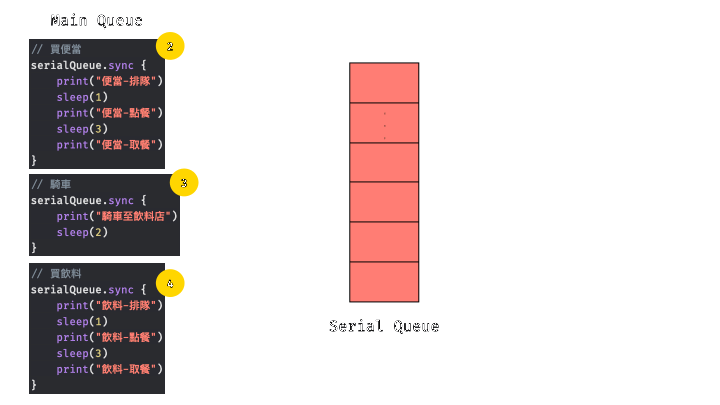 Main Queue
2
// 買便當
serialQueue.sync {
    print("便當-排隊")
    sleep(1)
    print("便當-點餐")
    sleep(3)
    print("便當-取餐")
}
3
// 騎車
serialQueue.sync {
    print("騎車至飲料店")
    sleep(2)
}
4
// 買飲料
serialQueue.sync {
    print("飲料-排隊")
    sleep(1)
    print("飲料-點餐")
    sleep(3)
    print("飲料-取餐")
}
Serial Queue